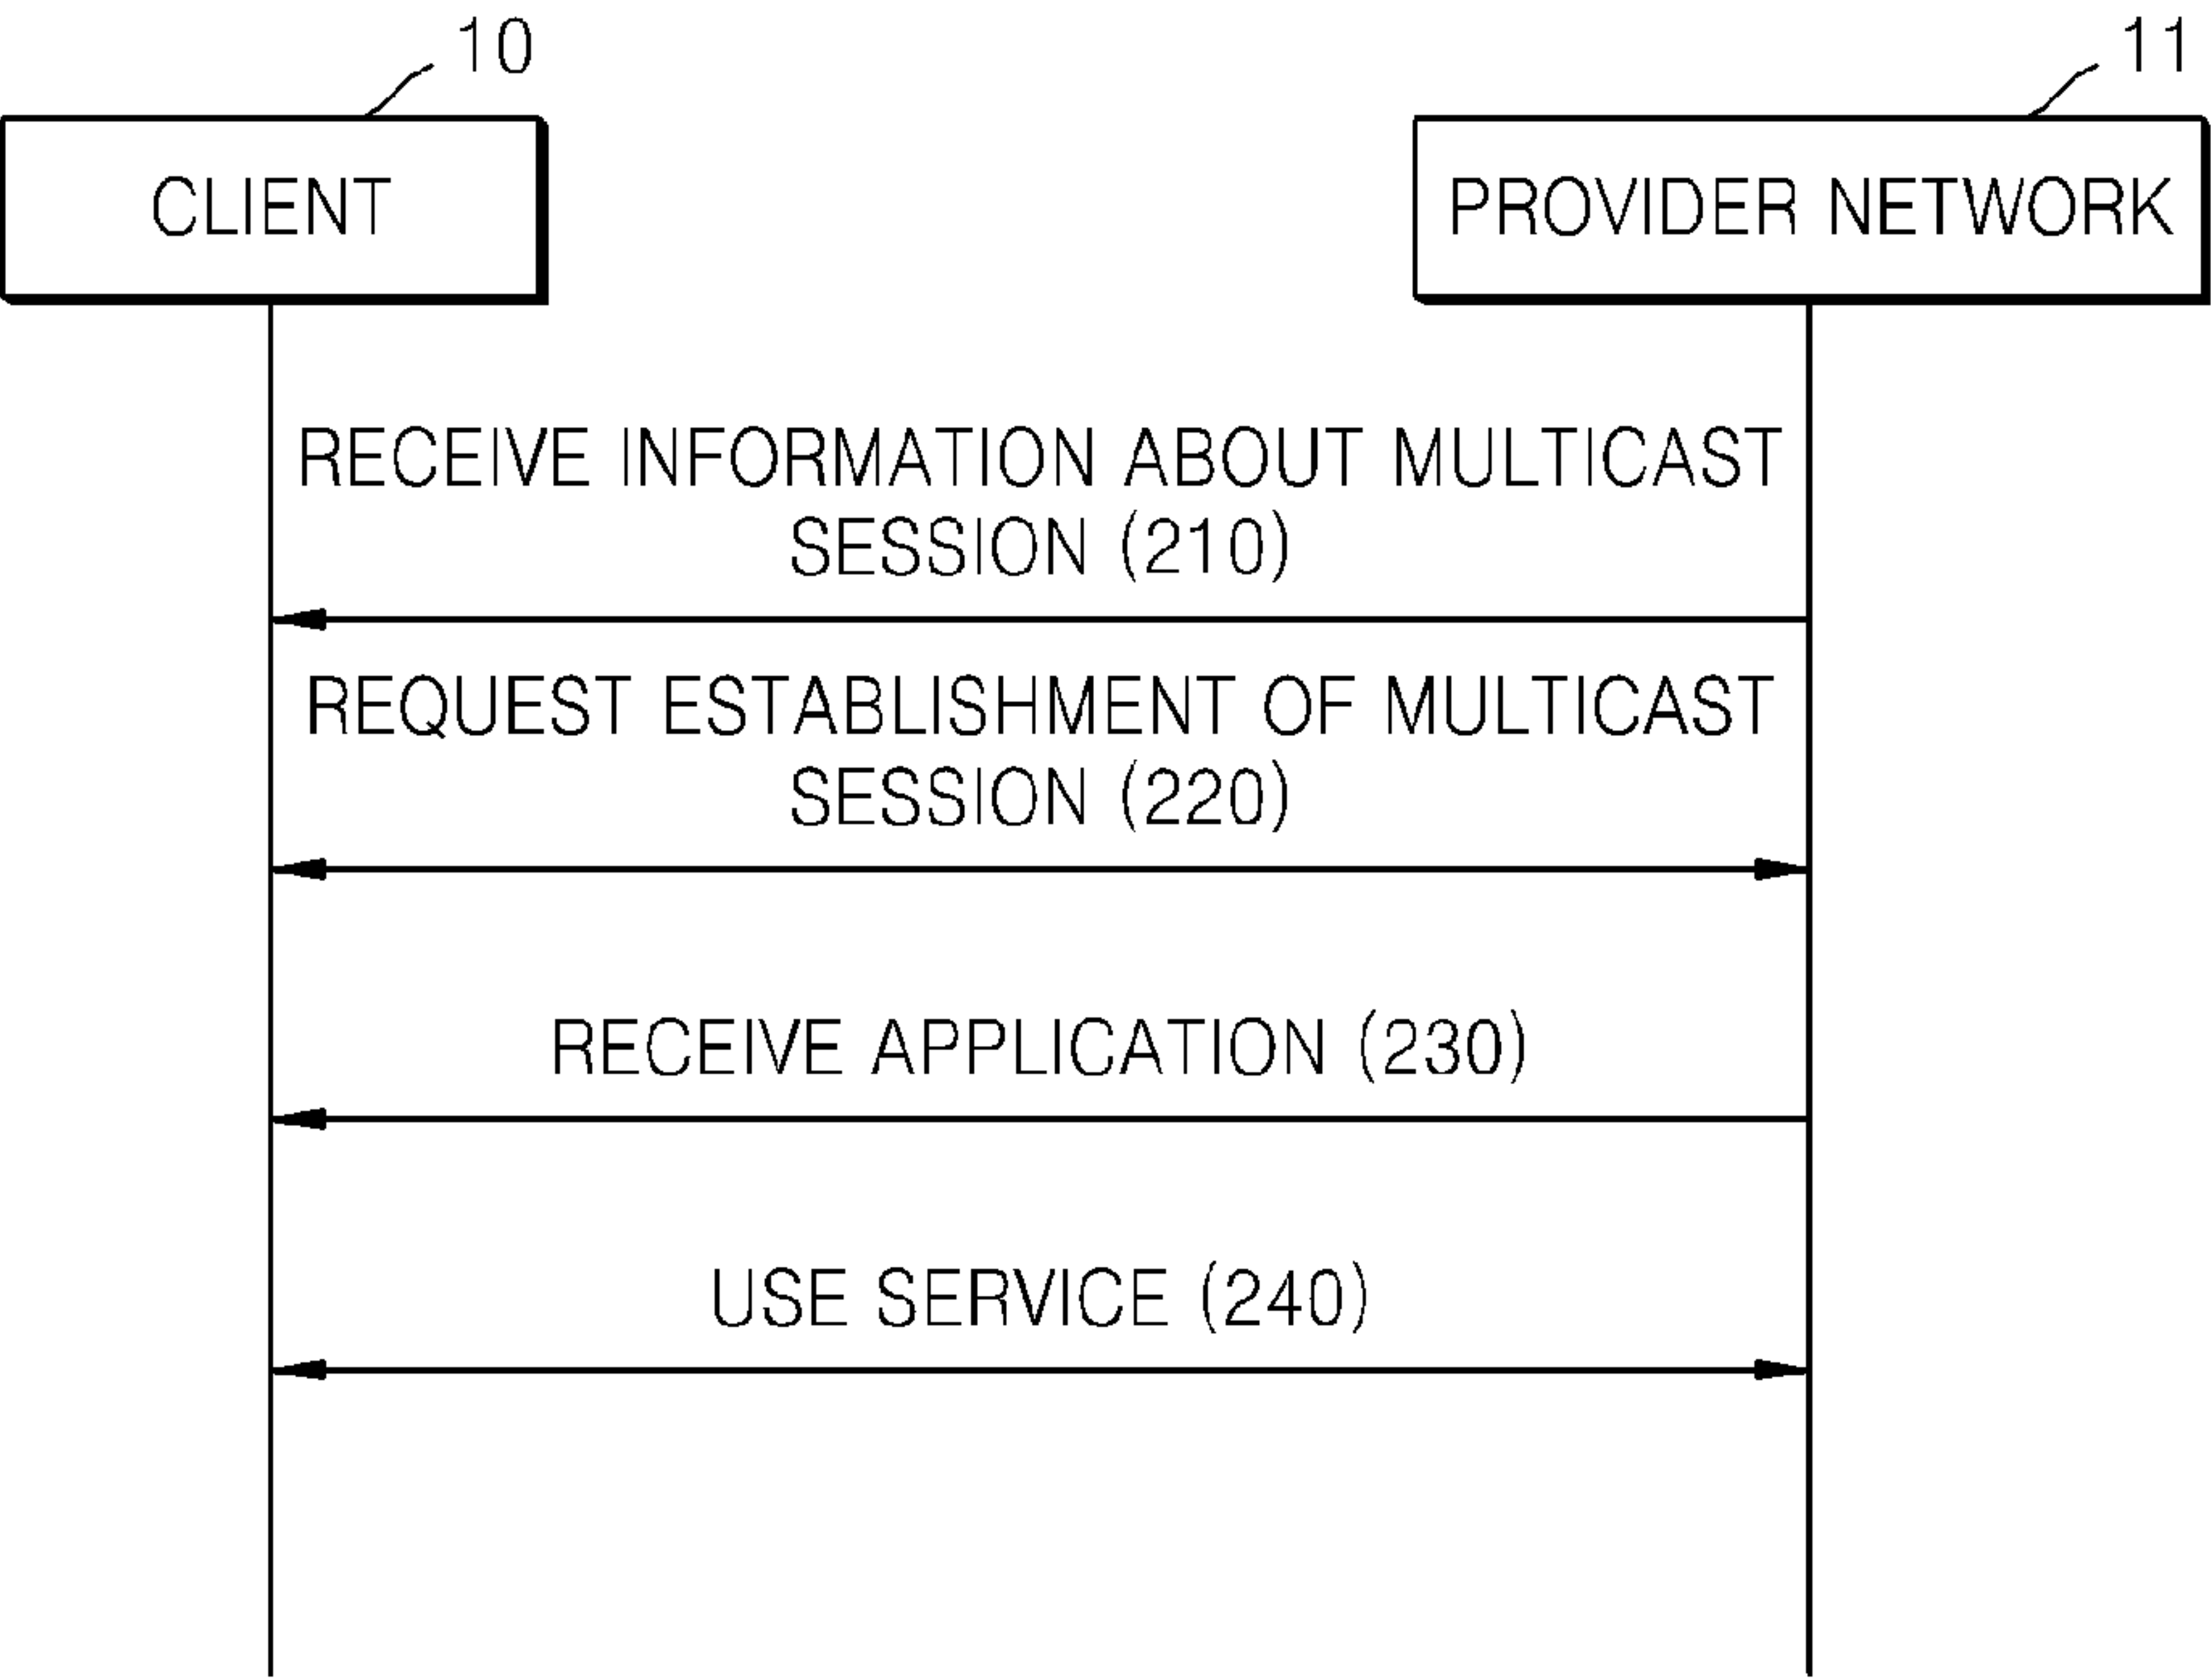 10
11
CLIENT
PROVIDER NETWORK
RECEIVE INFORMATION ABOUT MULTICAST
SESSION (210)
REQUEST ESTABLISHMENT OF MULTICAST
SESSION (220)
RECEIVE APPLICATION (230)
USE SERVICE (240)